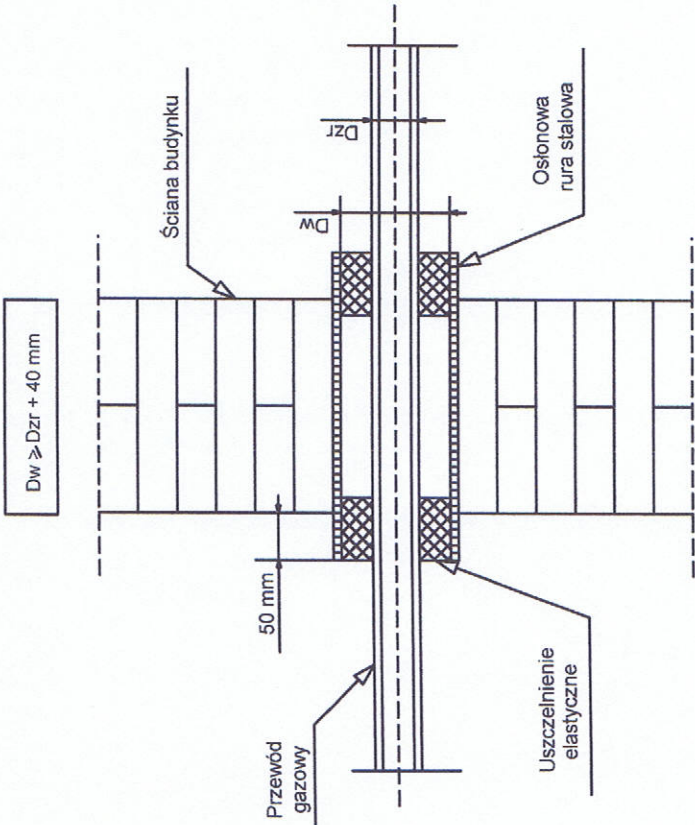 Dw ⩾ Dzr + 40 mm
Ściana budynku
Dzr
Dw
Osłonowa
rura stalowa
50 mm
Przewód
gazowy
Uszczelnienie
elastyczne